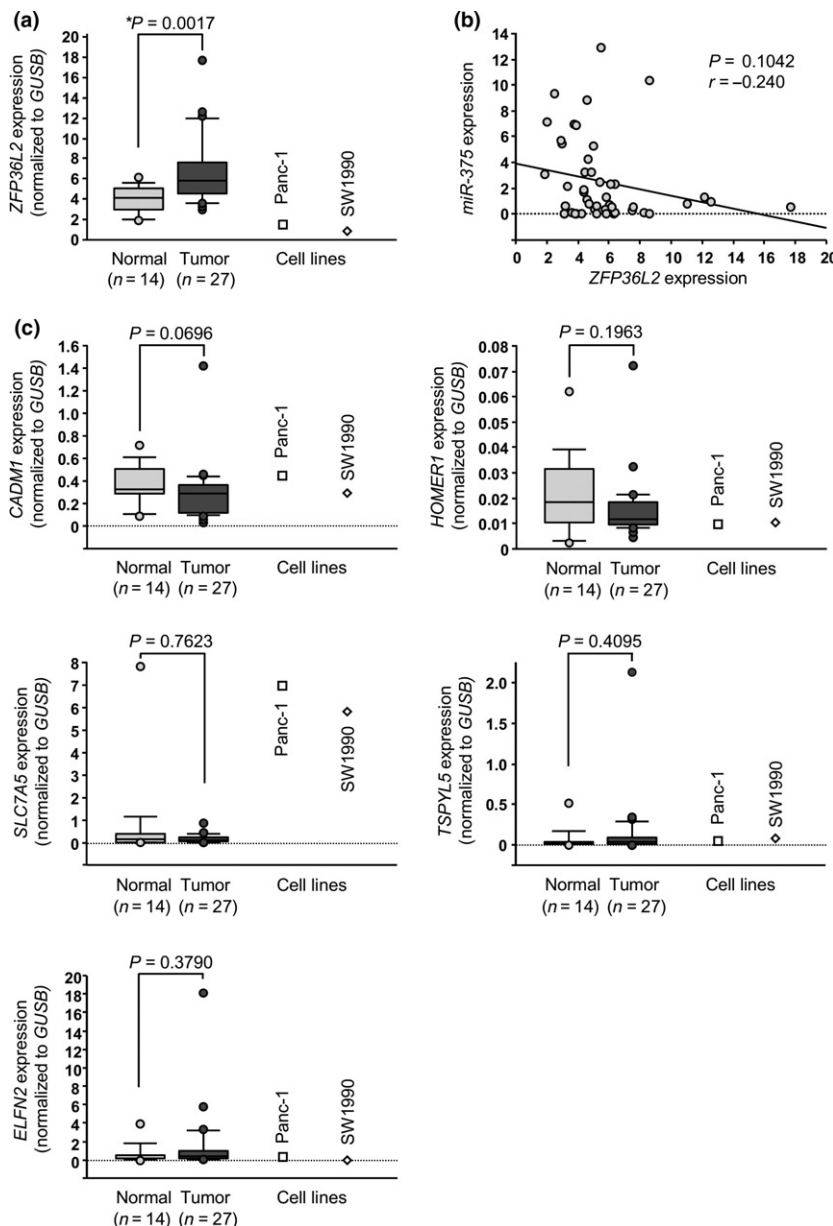 (a)
*P = 0.0017
ZFP36L2 expression
(normalized to GUSB)
20
18
16
14
12
10
8
6
4
2
0
Panc-1
SW1990
Normal
(n = 14)
Tumor
(n = 27)
Cell lines
(b)
P = 0.1042
r = –0.240
miR-375 expression
14
12
10
8
6
4
2
0
0 2 4 6 8 10 12 14 16 18 20
ZFP36L2 expression
(c)
P = 0.0696
CADM1 expression
(normalized to GUSB)
1.6
1.4
1.2
1.0
0.8
0.6
0.4
0.2
0
Panc-1
SW1990
Normal
(n = 14)
Tumor
(n = 27)
Cell lines
P = 0.1963
HOMER1 expression
(normalized to GUSB)
0.08
0.07
0.06
0.05
0.04
0.03
0.02
0.01
0
Panc-1
SW1990
Normal
(n = 14)
Tumor
(n = 27)
Cell lines
P = 0.7623
SLC7A5 expression
(normalized to GUSB)
8
7
6
5
4
3
2
1
0
Panc-1
SW1990
Normal
(n = 14)
Tumor
(n = 27)
Cell lines
P = 0.4095
TSPYL5 expression
(normalized to GUSB)
2.0
1.5
1.0
0.5
0
Panc-1
SW1990
Normal
(n = 14)
Tumor
(n = 27)
Cell lines
P = 0.3790
ELFN2 expression
(normalized to GUSB)
20
18
16
14
12
10
8
6
4
2
0
Panc-1
SW1990
Normal
(n = 14)
Tumor
(n = 27)
Cell lines